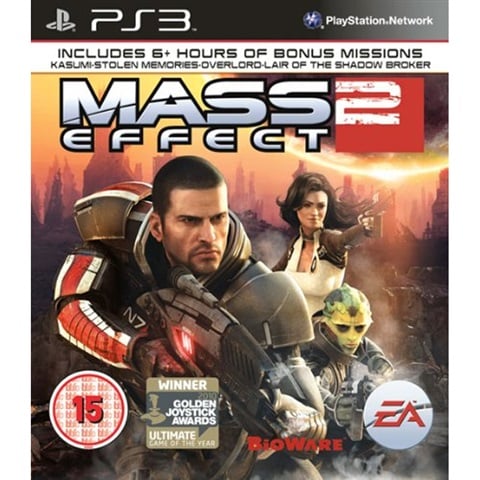 PS3
PlayStation®Network
INCLUDES 6+ HOURS OF BONUS MISSIONS
KASUMI-STOLEN MEMORIES-OVERLORD-LAIR OF THE SHADOW BROKER
MASS 2
EFFECT
N7
15
WINNER
2010
GOLDEN
JOYSTICK
AWARDS
ULTIMATE
GAME OF THE YEAR
BIOWARE
EA